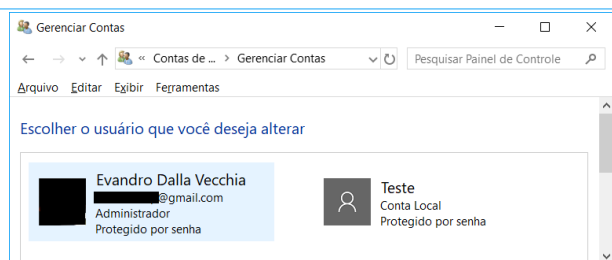 Gerenciar Contas
« Contas de ... > Gerenciar Contas
Pesquisar Painel de Controle
Arquivo Editar Exibir Ferramentas
Escolher o usuário que você deseja alterar
Evandro Dalla Vecchia
@gmail.com
Administrador
Protegido por senha
Teste
Conta Local
Protegido por senha